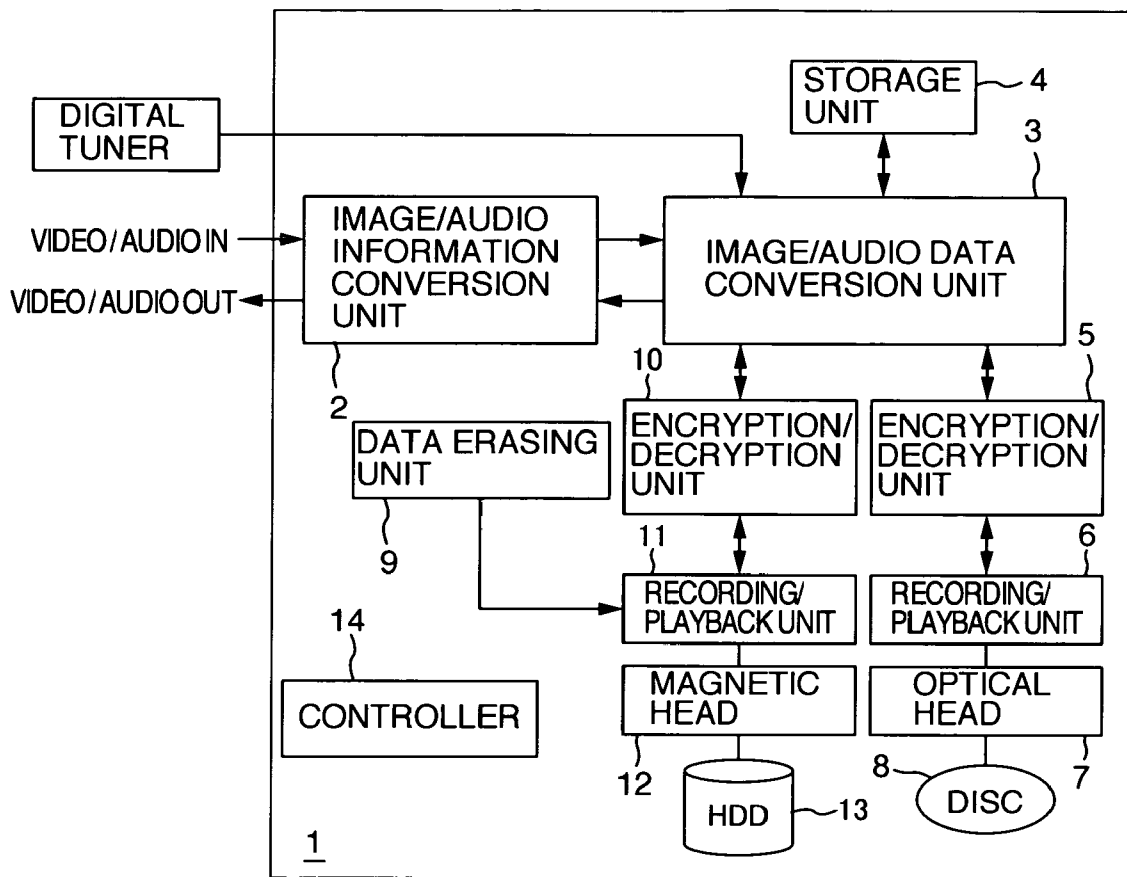 STORAGE
UNIT
4
DIGITAL
TUNER
3
VIDEO/AUDIO IN
VIDEO/AUDIO OUT
IMAGE/AUDIO
INFORMATION
CONVERSION
UNIT
2
IMAGE/AUDIO DATA
CONVERSION UNIT
10
5
ENCRYPTION/
DECRYPTION
UNIT
ENCRYPTION/
DECRYPTION
UNIT
DATA ERASING
UNIT
9
11
6
RECORDING/
PLAYBACK UNIT
RECORDING/
PLAYBACK UNIT
14
CONTROLLER
MAGNETIC
HEAD
12
OPTICAL
HEAD
7
HDD
13
8
DISC
1